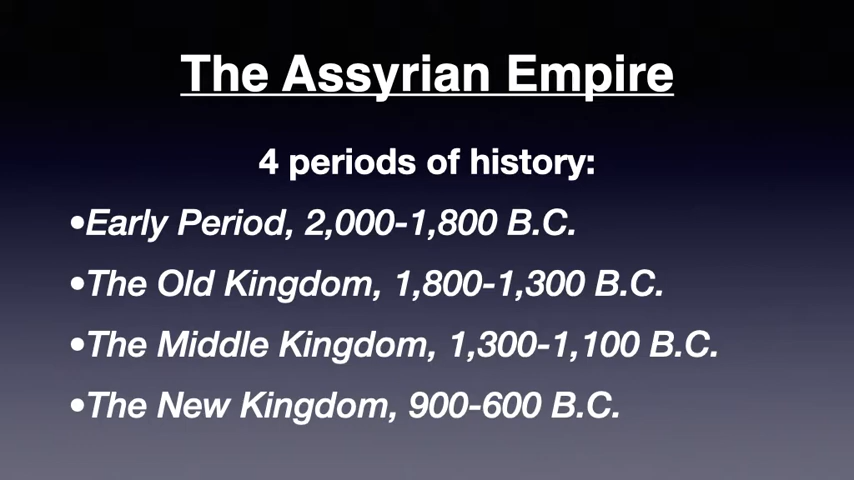 The Assyrian Empire
4 periods of history:
•Early Period, 2,000-1,800 B.C.
•The Old Kingdom, 1,800-1,300 B.C.
•The Middle Kingdom, 1,300-1,100 B.C.
•The New Kingdom, 900-600 B.C.